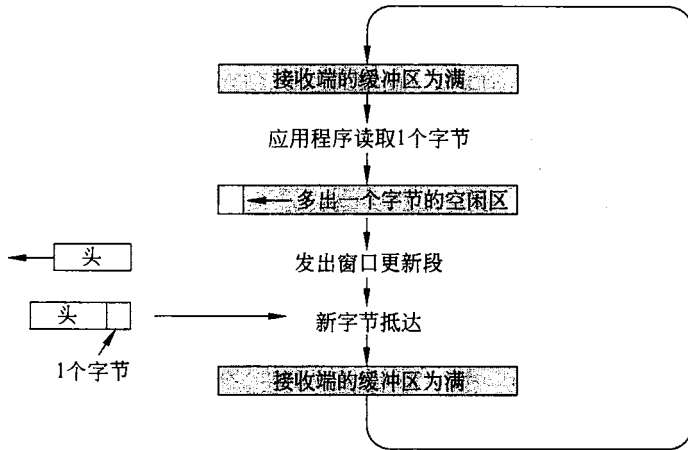 接收端的缓冲区为满
应用程序读取1个字节
多出一个字节的空闲区
头
发出窗口更新段
头
新字节抵达
1个字节
接收端的缓冲区为满